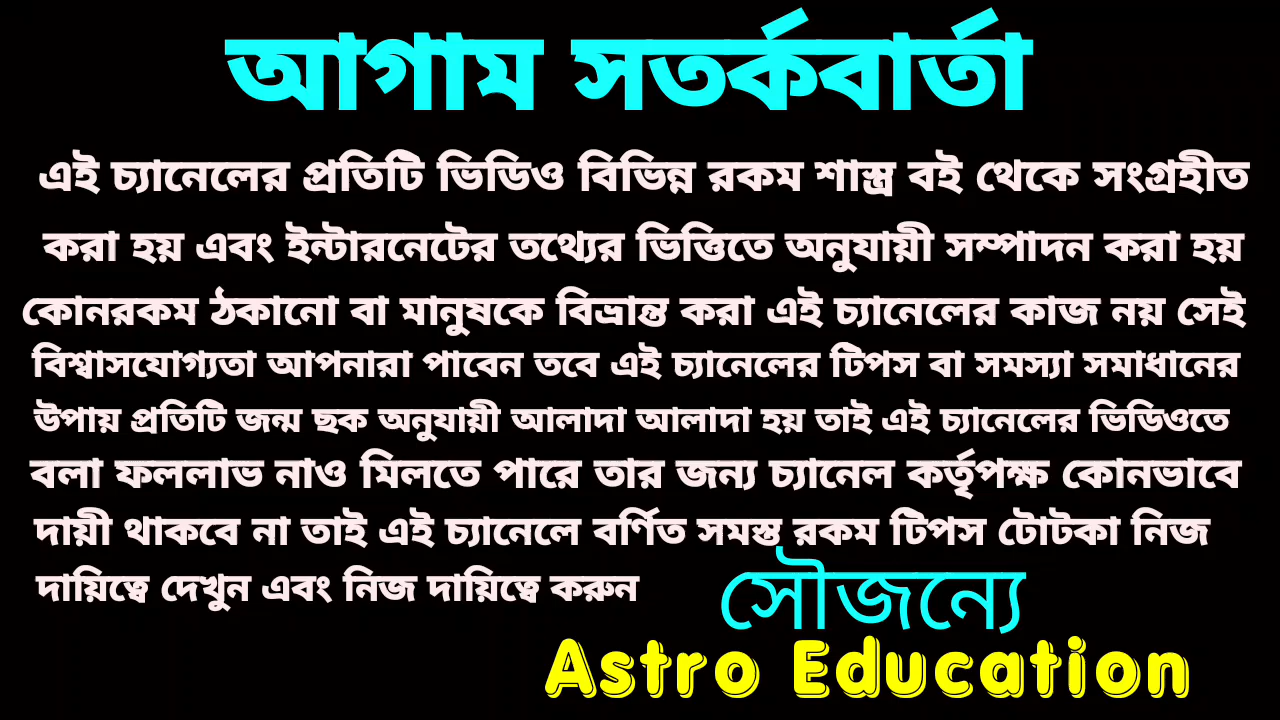 আগাম সতর্কবার্তা
এই চ্যানেলের প্রতিটি ভিডিও বিভিন্ন রকম শাস্ত্র বই থেকে সংগ্রহীত
করা হয় এবং ইন্টারনেটের তথ্যের ভিত্তিতে অনুযায়ী সম্পাদন করা হয়
কোনরকম ঠকানো বা মানুষকে বিভ্রান্ত করা এই চ্যানেলের কাজ নয় সেই
বিশ্বাসযোগ্যতা আপনারা পাবেন তবে এই চ্যানেলের টিপস বা সমস্যা সমাধানের
উপায় প্রতিটি জন্ম ছক অনুযায়ী আলাদা আলাদা হয় তাই এই চ্যানেলের ভিডিওতে
বলা ফললাভ নাও মিলতে পারে তার জন্য চ্যানেল কর্তৃপক্ষ কোনভাবে
দায়ী থাকবে না তাই এই চ্যানেলে বর্ণিত সমস্ত রকম টিপস টোটকা নিজ
দায়িত্বে দেখুন এবং নিজ দায়িত্বে করুন
সৌজন্যে
Astro Education